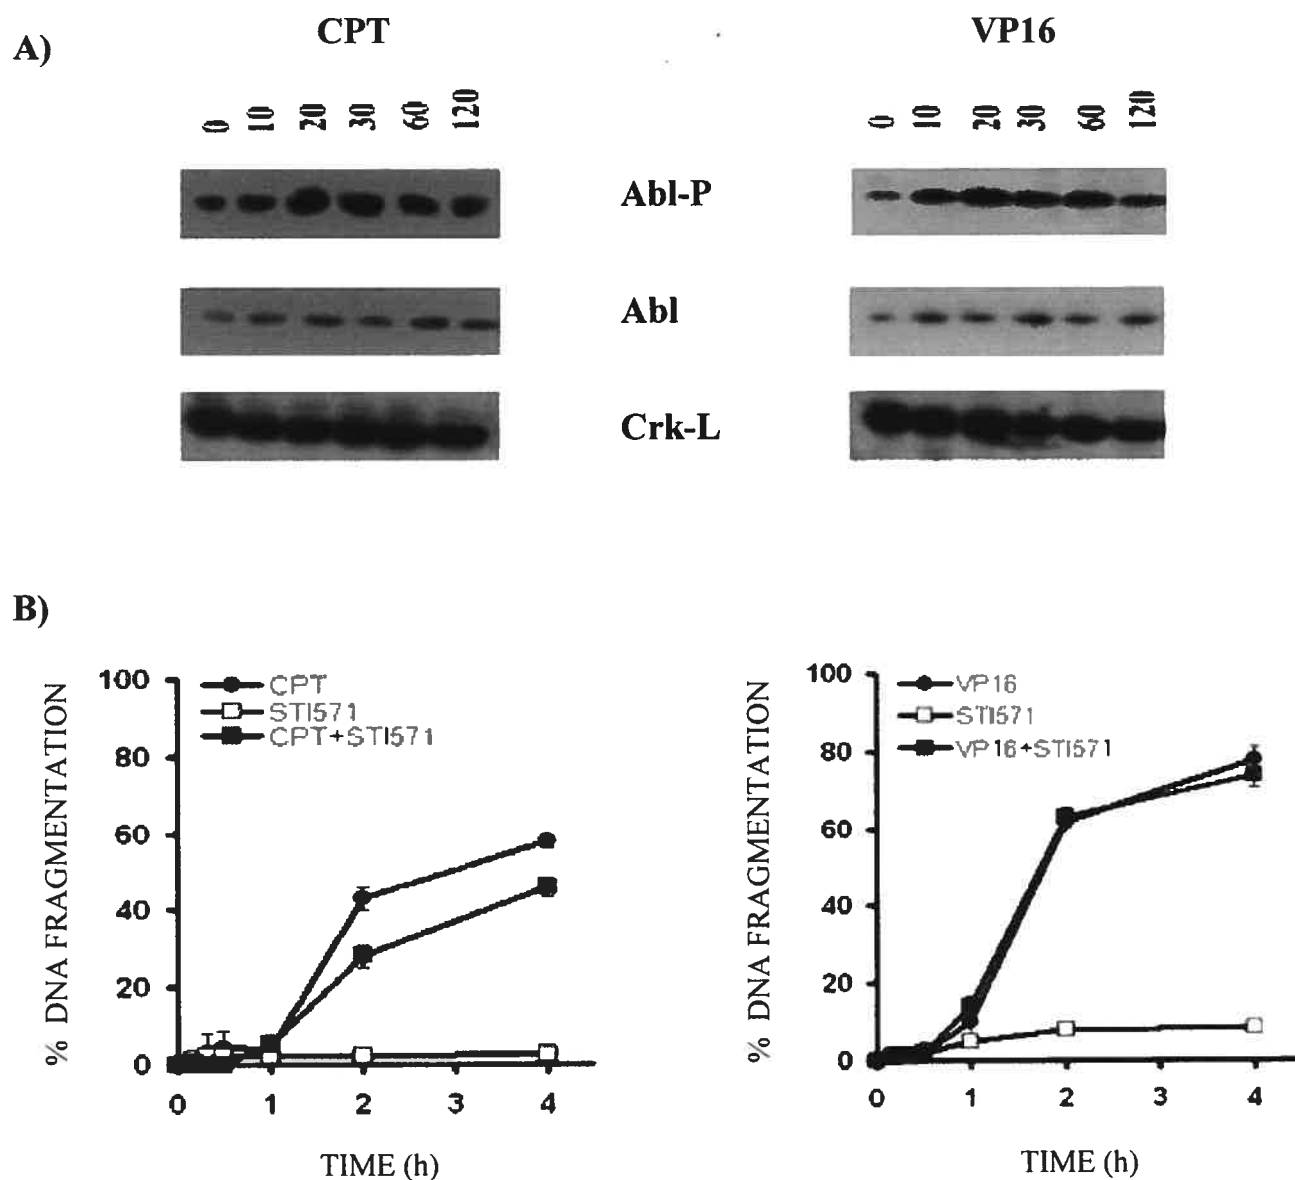 A)
CPT
VP16
0 10 20 30 60 120
0 10 20 30 60 120
Abl-P
Abl
Crk-L
B)
% DNA FRAGMENTATION
100
80
60
40
20
0
CPT
STI571
CPT+STI571
0 1 2 3 4
TIME (h)
% DNA FRAGMENTATION
100
80
60
40
20
0
VP16
STI571
VP16+STI571
0 1 2 3 4
TIME (h)